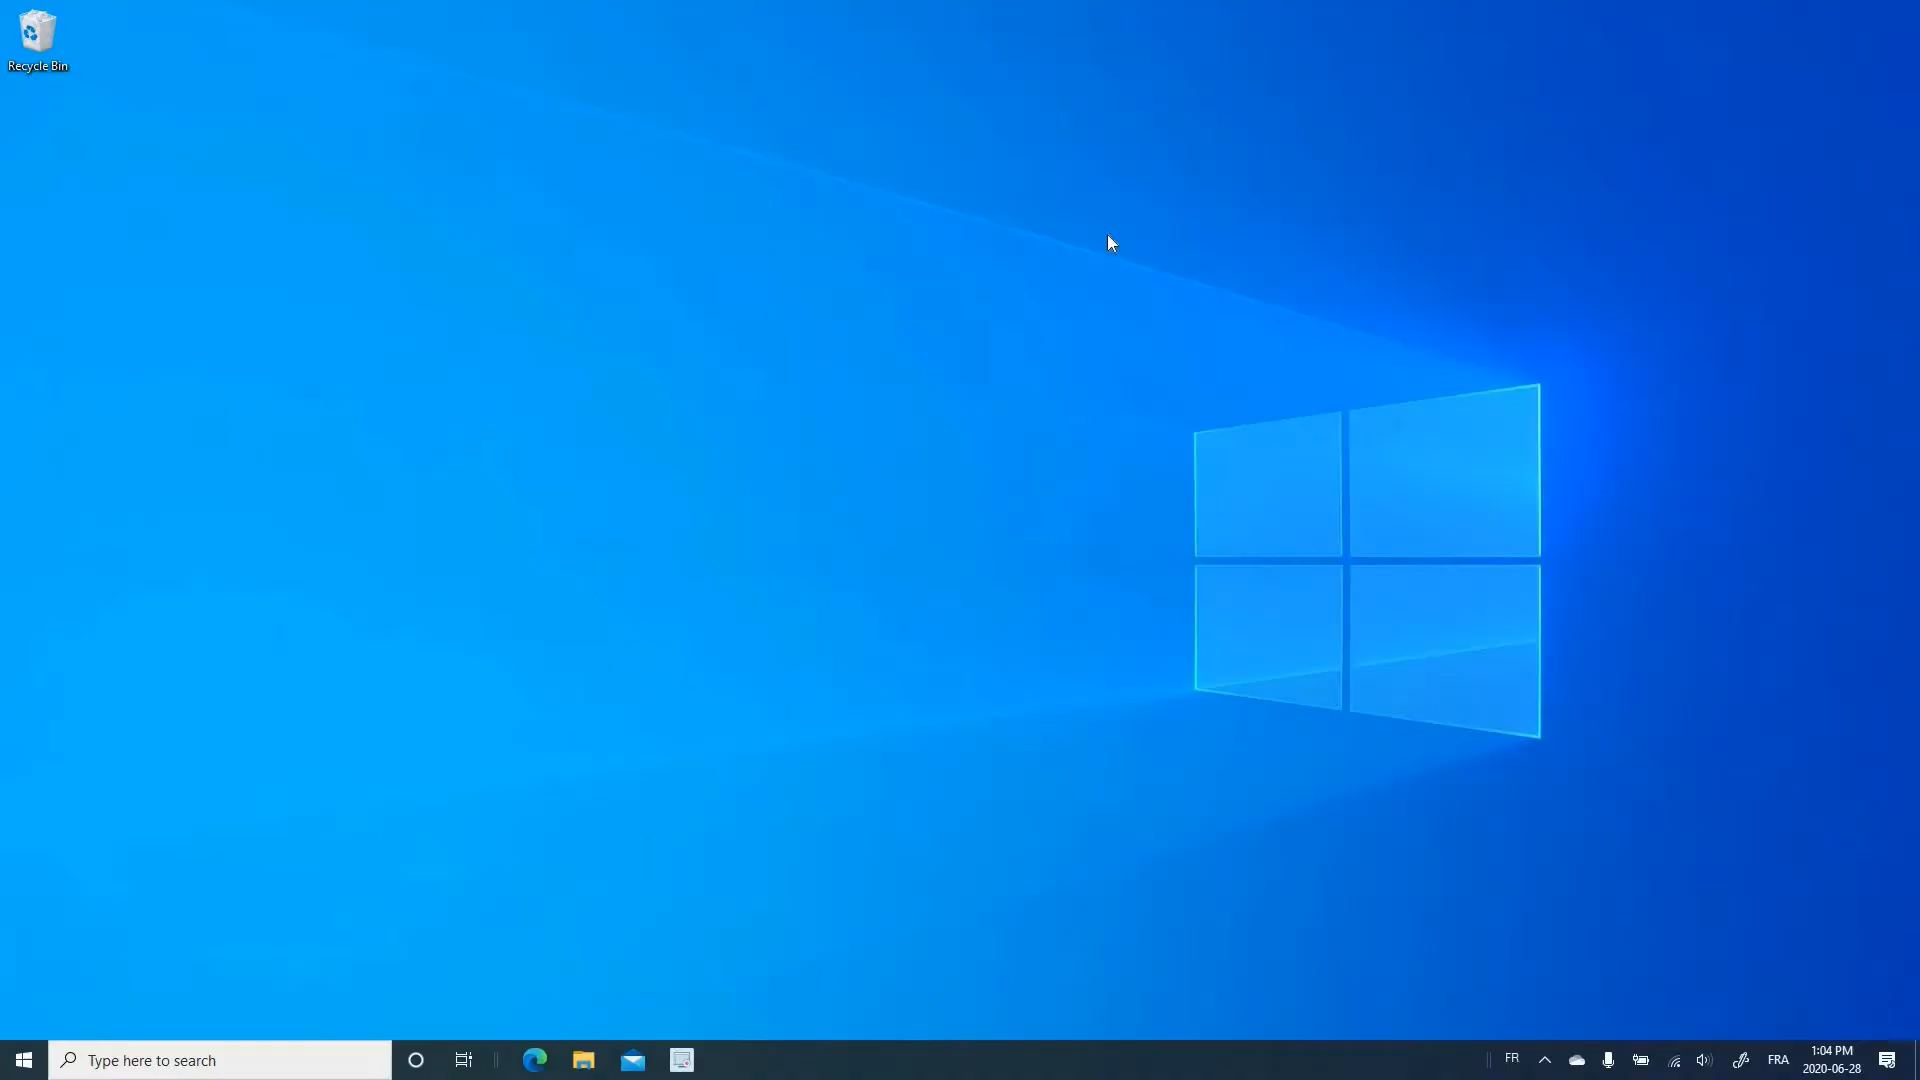 Recycle Bin
Type here to search
FR
FRA
1:04 PM
2020-06-28